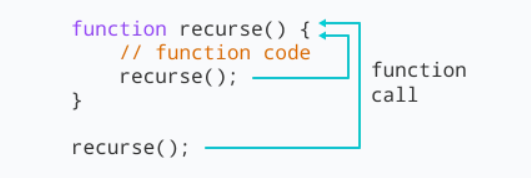 function recurse() {
    // function code
    recurse();
}
recurse();
function
call